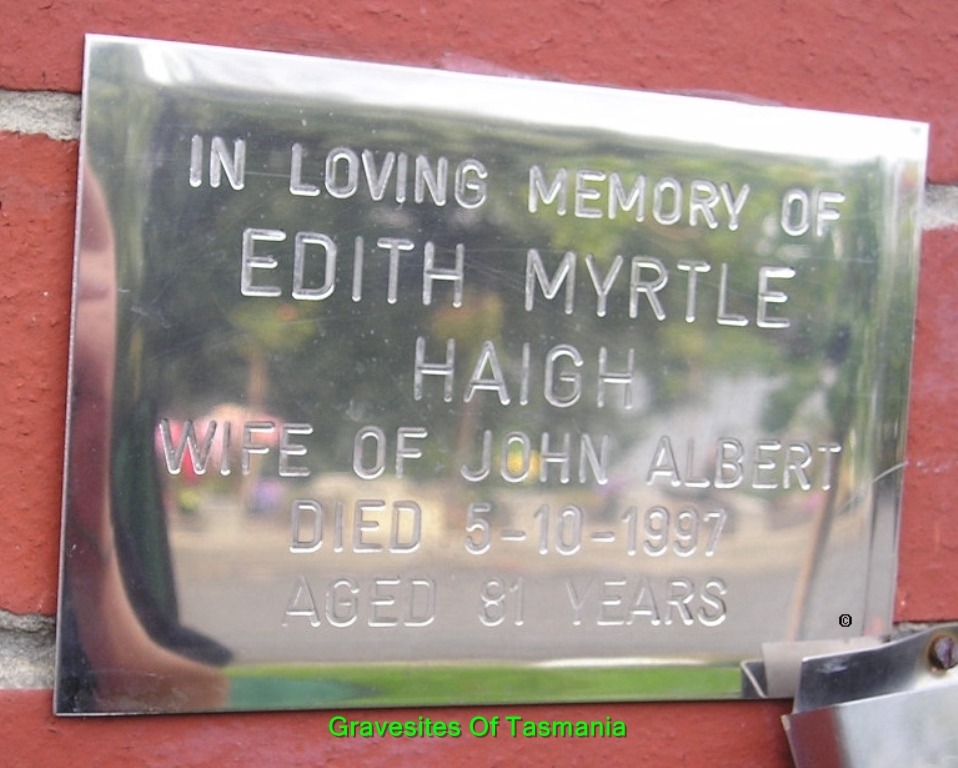 IN LOVING MEMORY OF
EDITH MYRTLE
HAIGH
WIFE OF JOHN ALBERT
DIED 5-10-1997
AGED 81 YEARS
©
Gravesites Of Tasmania